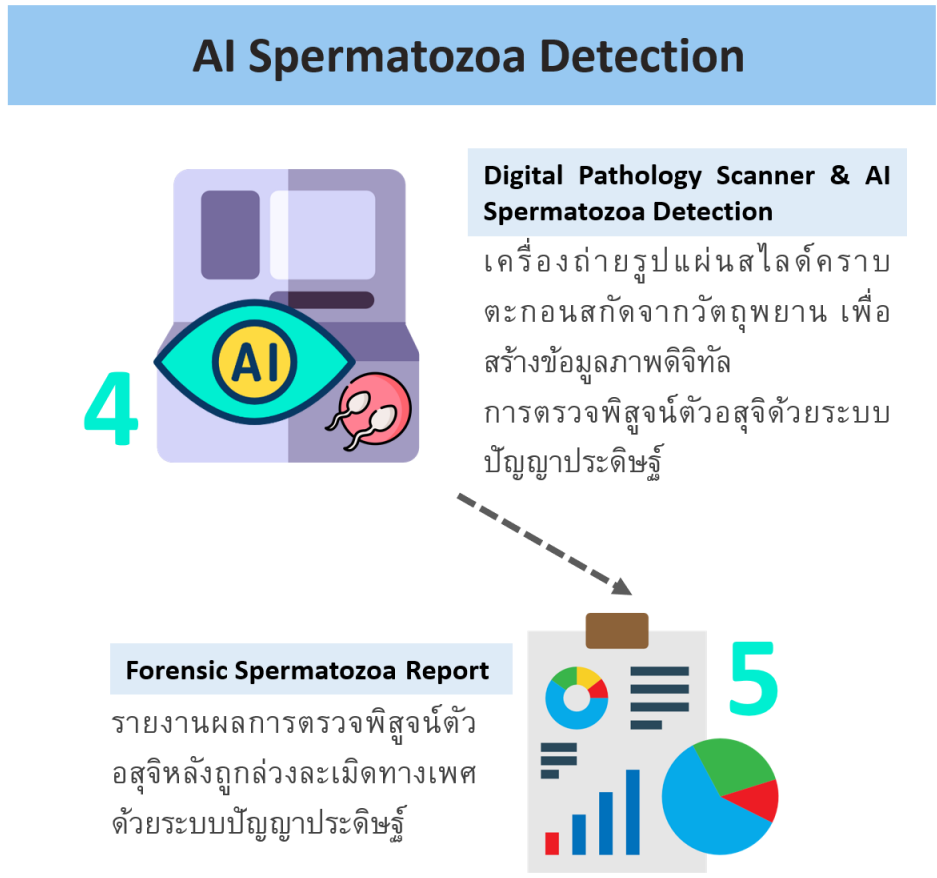 AI Spermatozoa Detection
Digital Pathology Scanner & AI
Spermatozoa Detection
เครื่องถ่ายรูปแผ่นสไลด์คราบ
ตะกอนสกัดจากวัตถุพยาน เพื่อ
สร้างข้อมูลภาพดิจิทัล
การตรวจพิสูจน์ตัวอสุจิด้วยระบบ
ปัญญาประดิษฐ์
AI
4
Forensic Spermatozoa Report
รายงานผลการตรวจพิสูจน์ตัว
อสุจิหลังถูกล่วงละเมิดทางเพศ
ด้วยระบบปัญญาประดิษฐ์
5